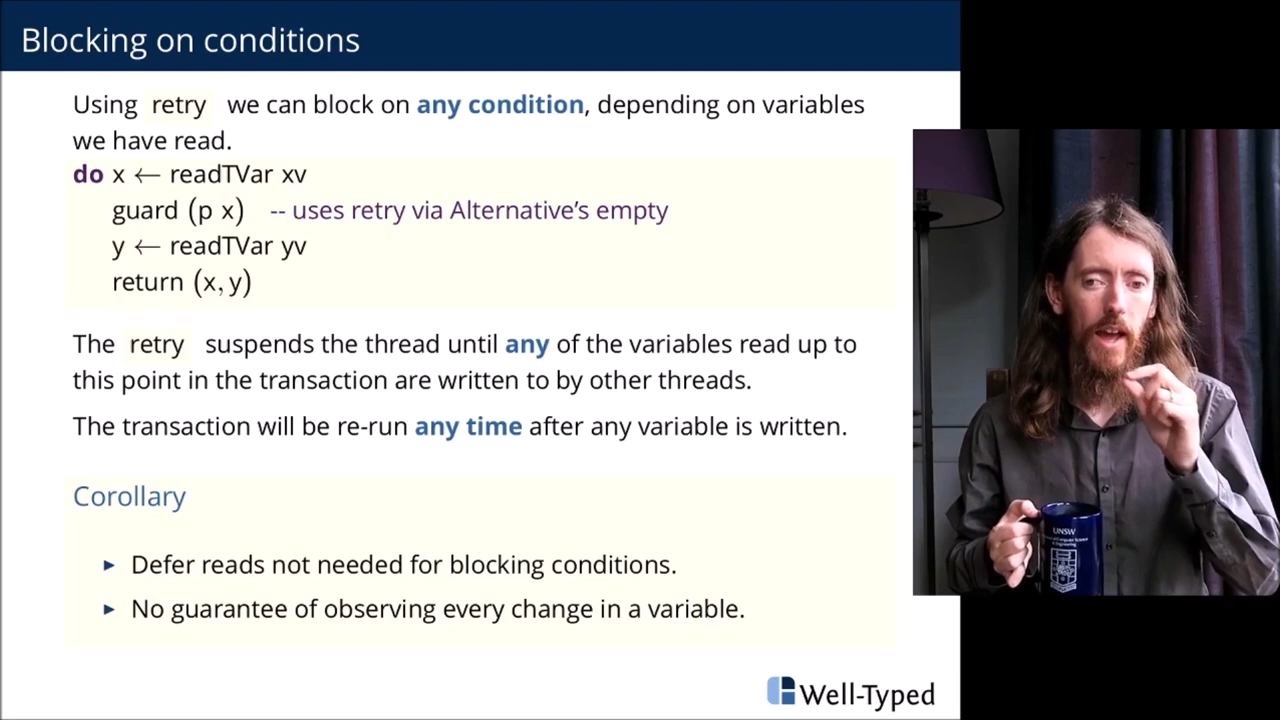 Blocking on conditions
Using retry we can block on any condition, depending on variables
we have read.
do x ← readTVar xv
guard (p x) -- uses retry via Alternative's empty
y ← readTVar yv
return (x, y)
The retry suspends the thread until any of the variables read up to
this point in the transaction are written to by other threads.
The transaction will be re-run any time after any variable is written.
Corollary
▸ Defer reads not needed for blocking conditions.
▸ No guarantee of observing every change in a variable.
Well-Typed
UNSW